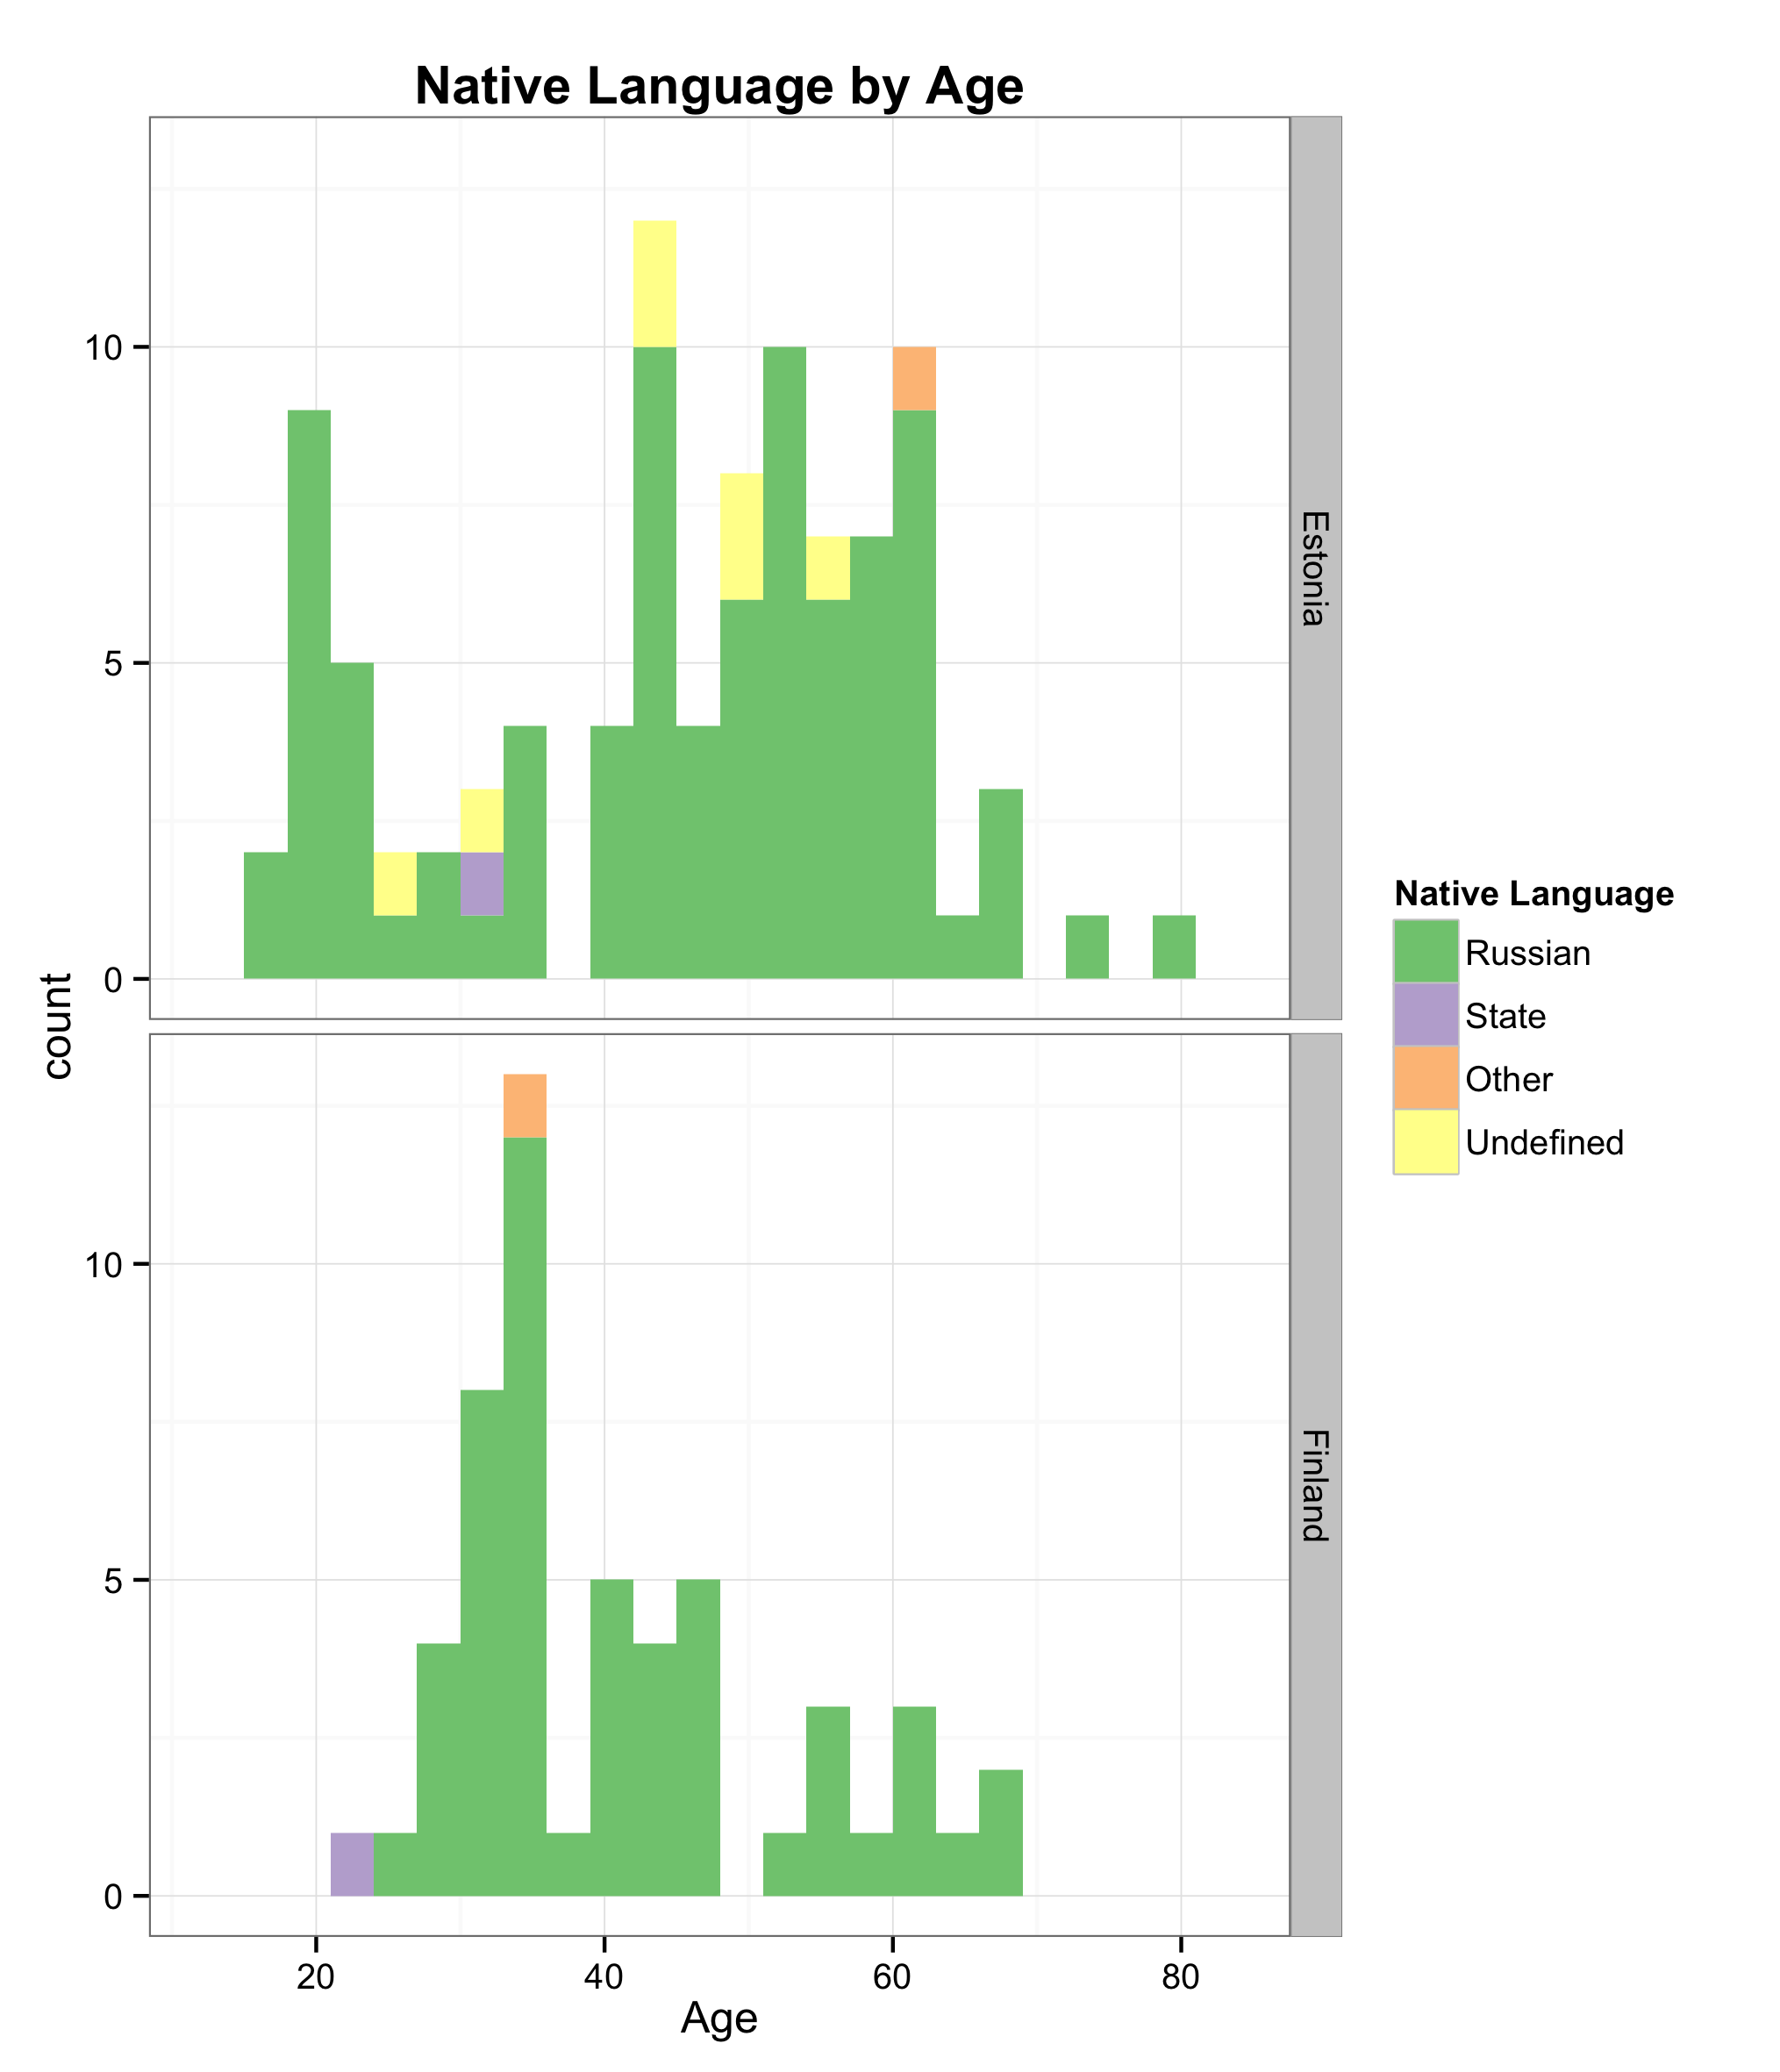 Native Language by Age
10
5
0
Estonia
count
10
5
0
Finland
20 40 60 80
Age
Native Language
Russian
State
Other
Undefined